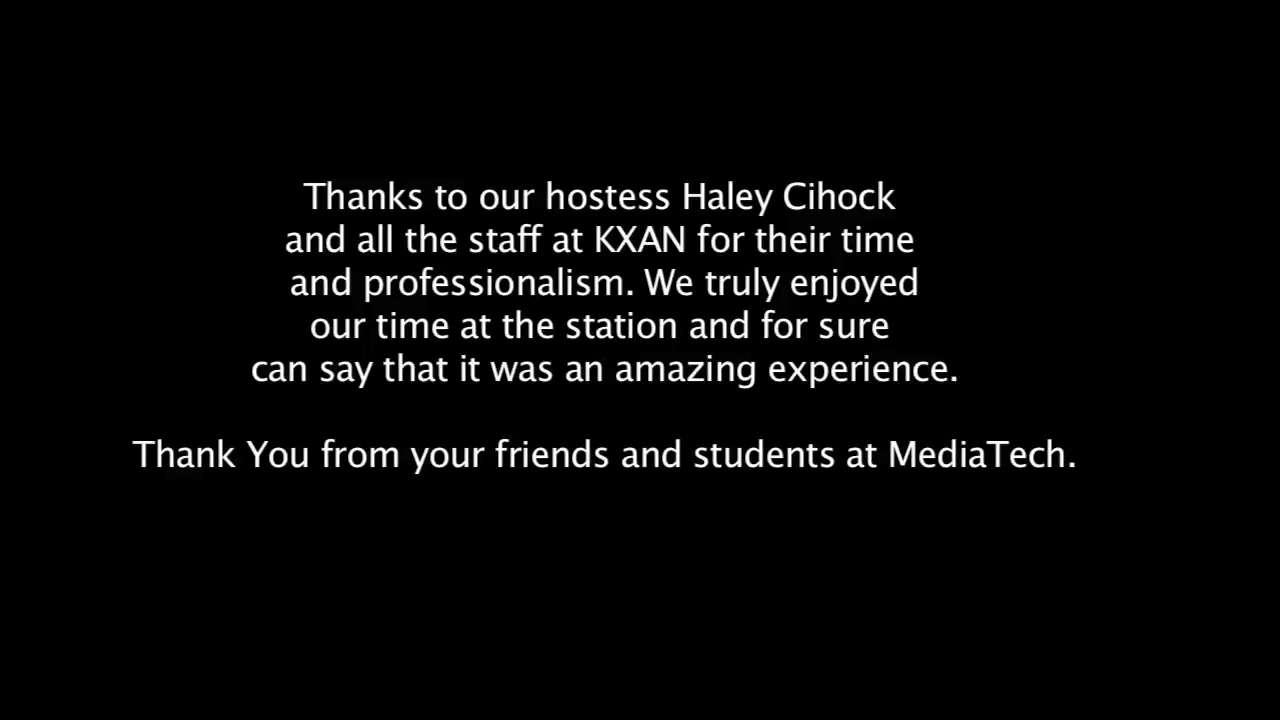 Thanks to our hostess Haley Cihock
and all the staff at KXAN for their time
and professionalism. We truly enjoyed
our time at the station and for sure
can say that it was an amazing experience.
Thank You from your friends and students at MediaTech.